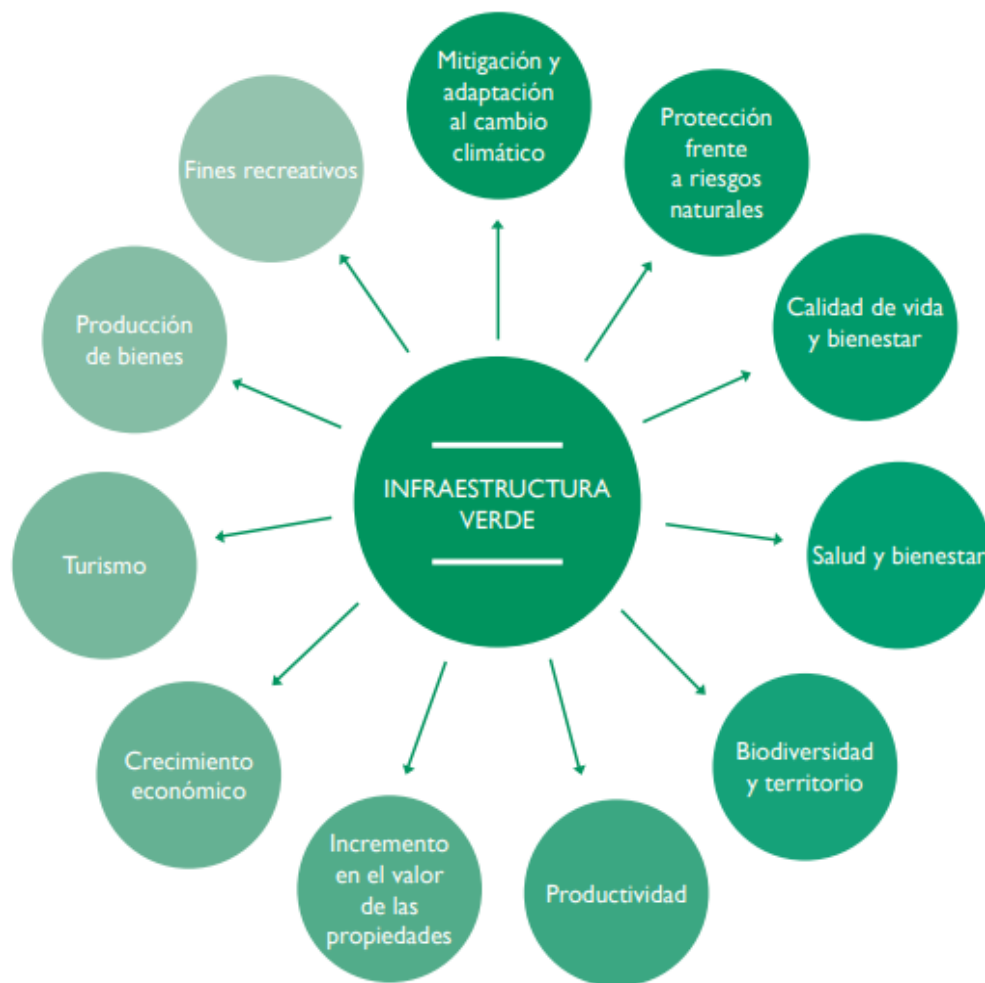 Mitigación y
adaptación
al cambio
climático
Protección
frente
a riesgos
naturales
Calidad de vida
y bienestar
Salud y bienestar
Biodiversidad
y territorio
Productividad
Incremento
en el valor
de las
propiedades
Crecimiento
económico
Turismo
Producción
de bienes
Fines recreativos
INFRAESTRUCTURA
VERDE